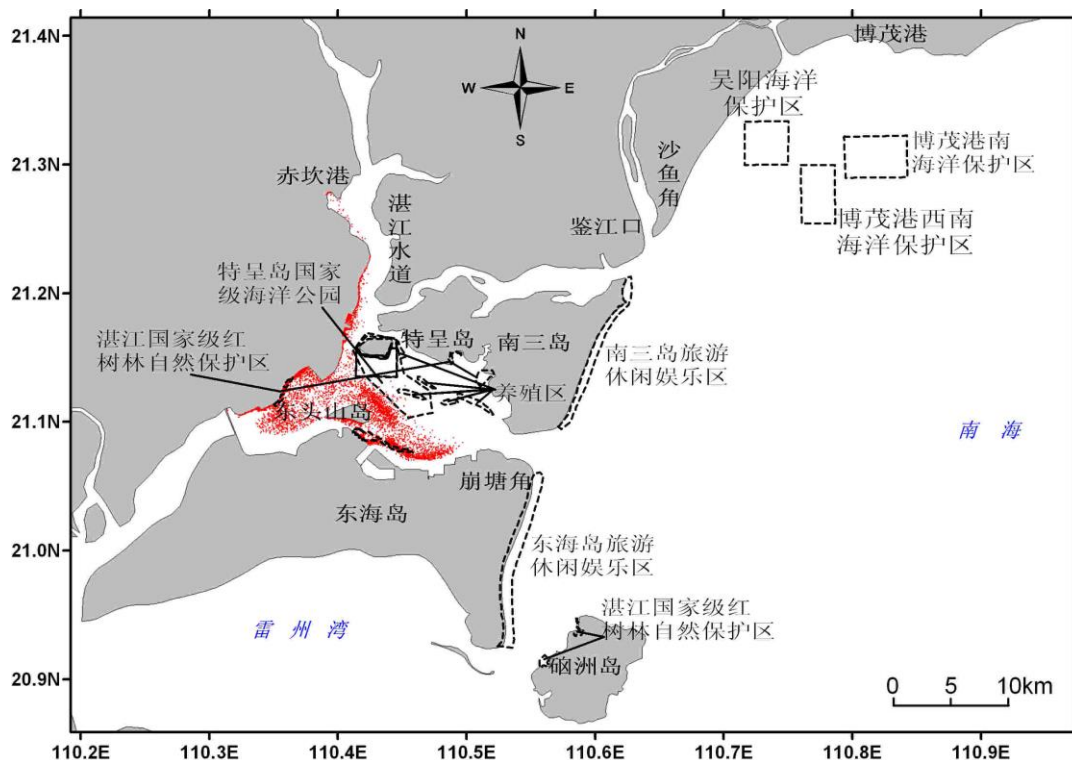 21.4N
21.3N
21.2N
21.1N
21.0N
20.9N
N
W
E
S
博茂港
吴阳海洋
保护区
博茂港南
海洋保护区
博茂港西南
海洋保护区
沙鱼角
鉴江口
赤坎港
湛江水道
特呈岛国家
级海洋公园
湛江国家级红
树林自然保护区
特呈岛
南三岛
南三岛旅游
休闲娱乐区
养殖区
东头山岛
南 海
崩塘角
东海岛
东海岛旅游
休闲娱乐区
湛江国家级红
树林自然保护区
雷 州 湾
硇洲岛
0 5 10km
110.2E 110.3E 110.4E 110.5E 110.6E 110.7E 110.8E 110.9E